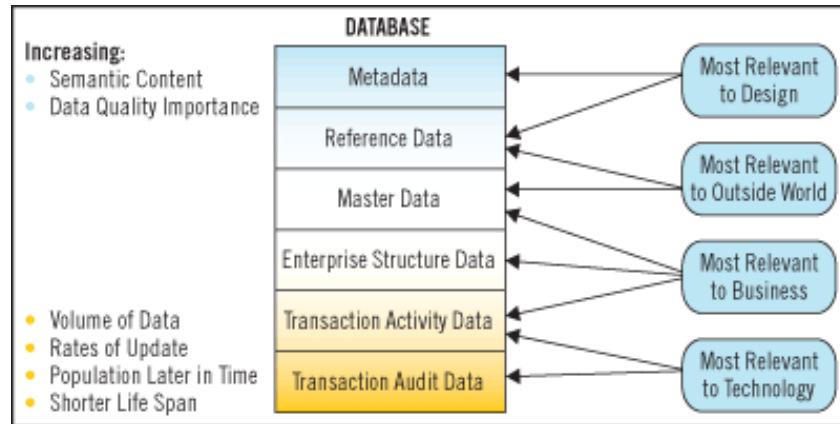 DATABASE
Increasing:
Semantic Content
Data Quality Importance
Metadata
Reference Data
Master Data
Enterprise Structure Data
Transaction Activity Data
Transaction Audit Data
Volume of Data
Rates of Update
Population Later in Time
Shorter Life Span
Most Relevant
to Design
Most Relevant
to Outside World
Most Relevant
to Business
Most Relevant
to Technology